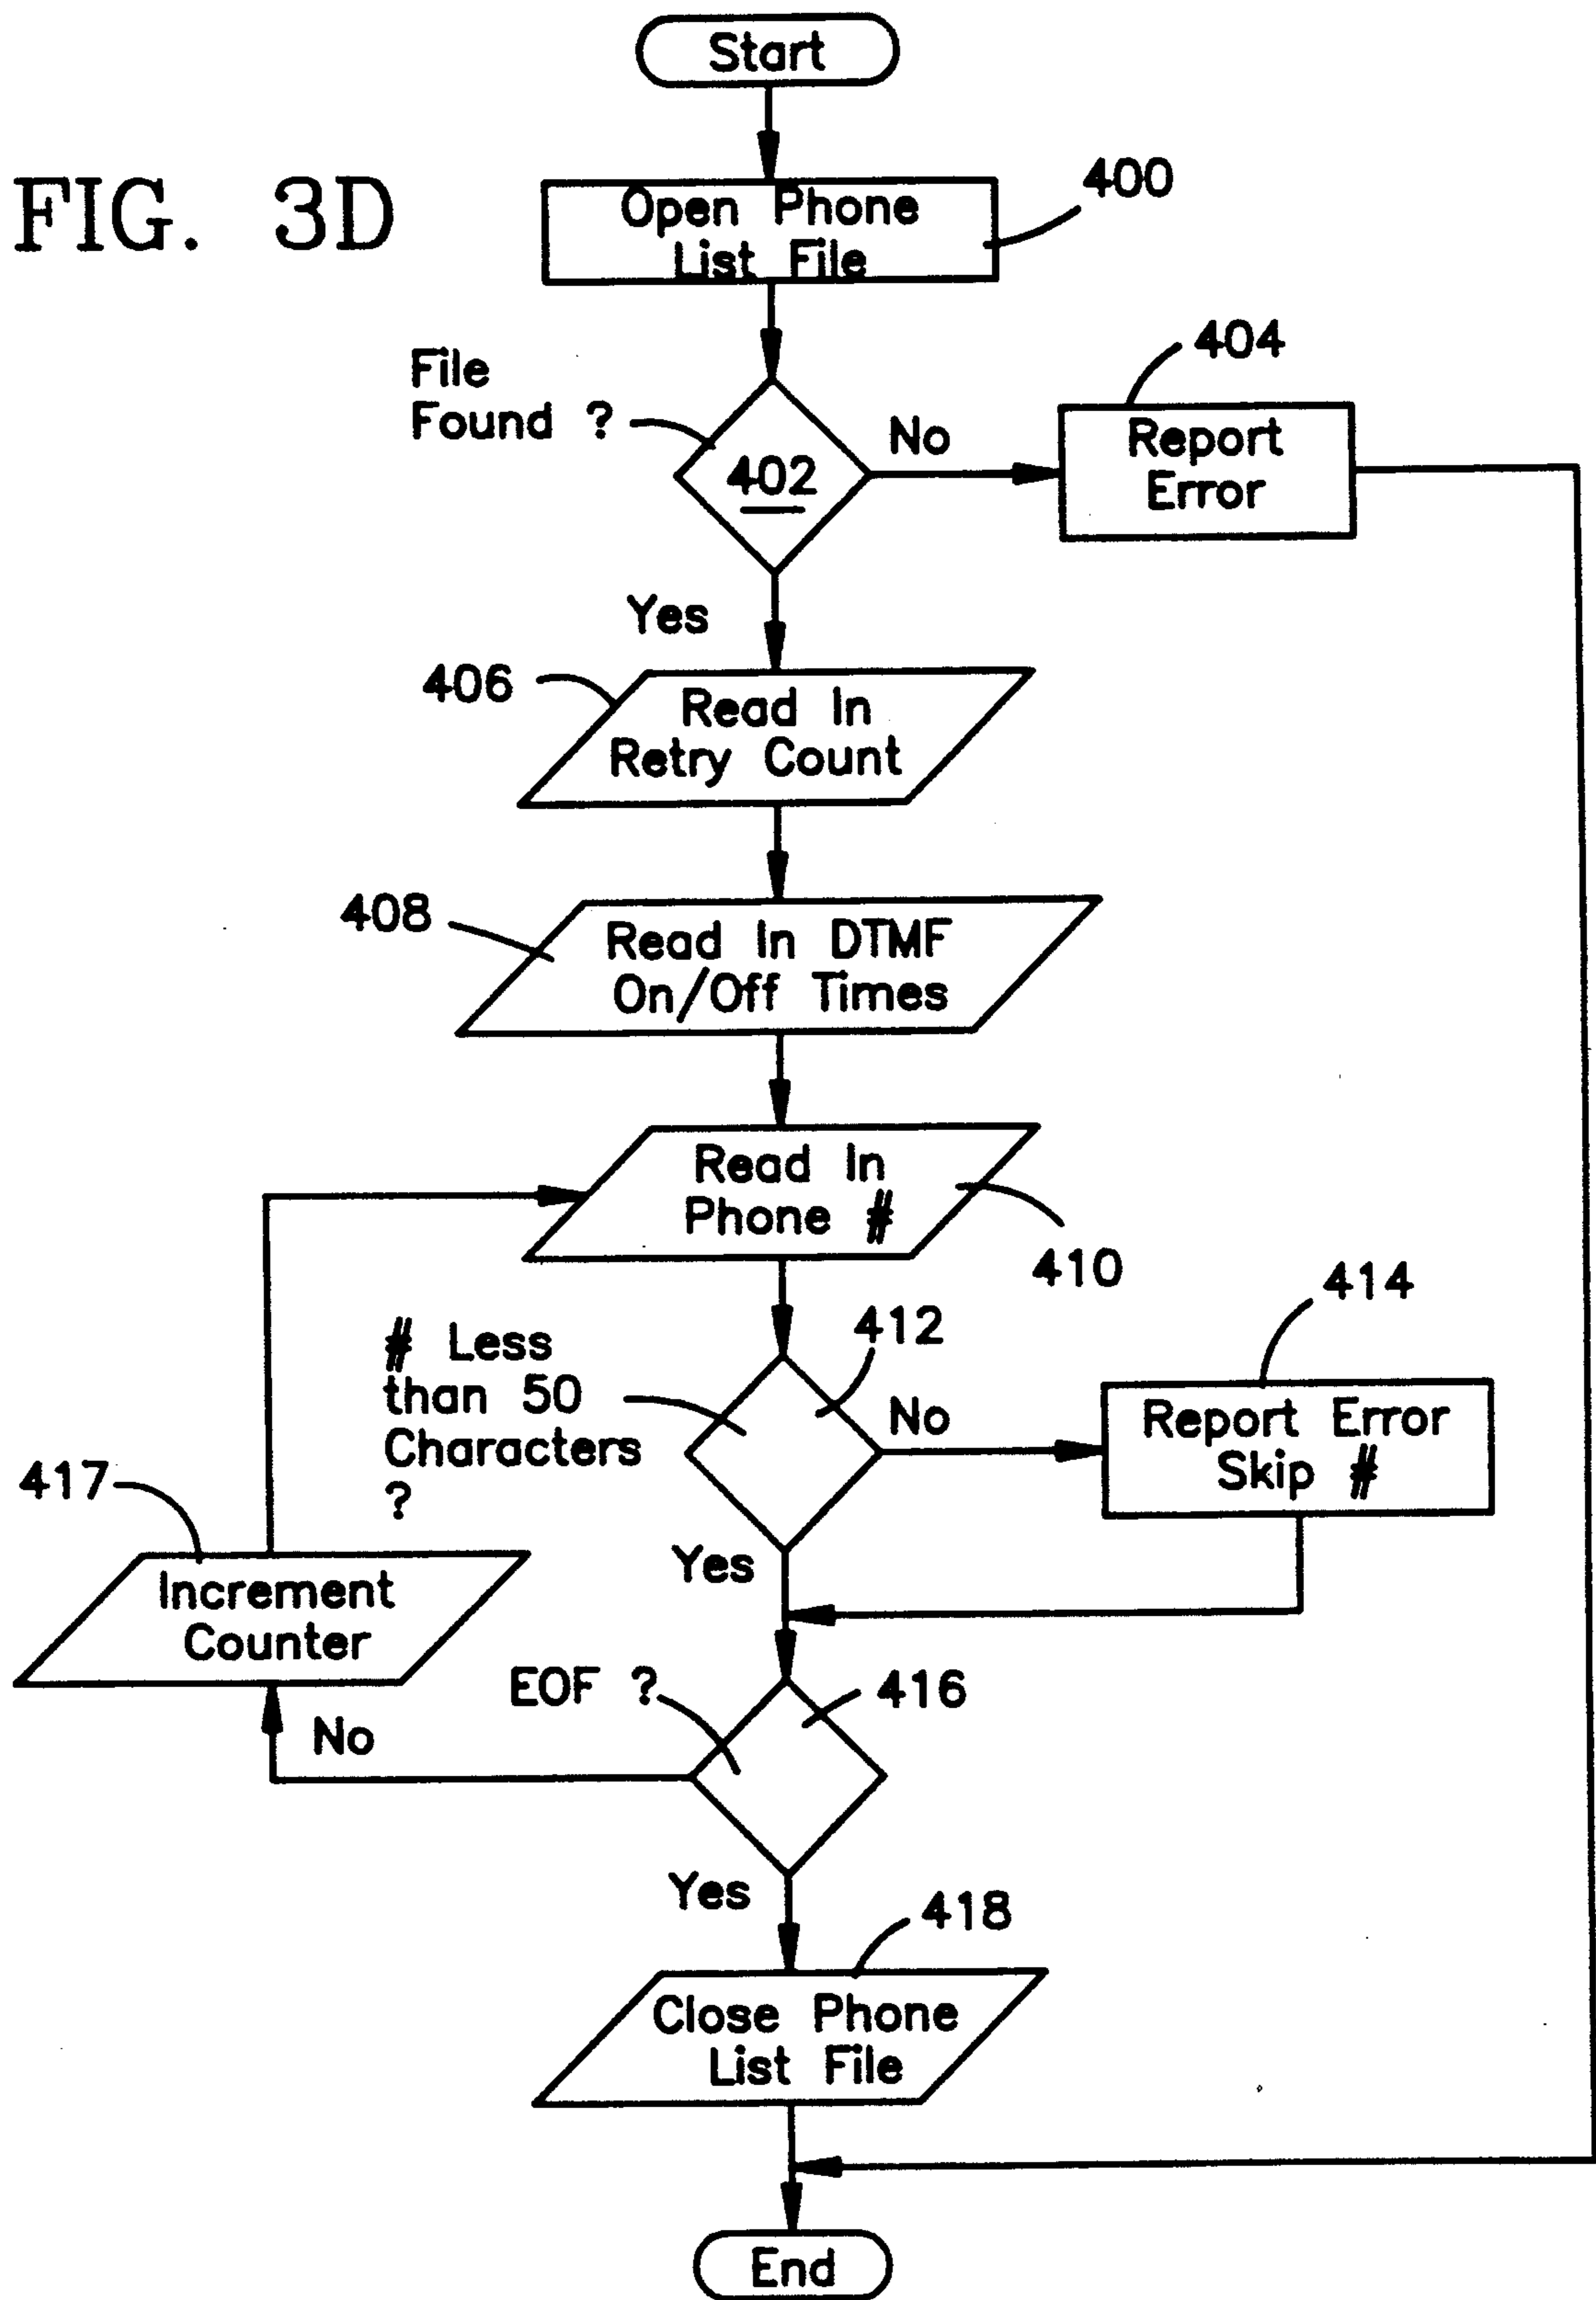 Start
FIG. 3D
400
Open Phone
List File
404
File
Found ?
402
No
Report
Error
Yes
406
Read In
Retry Count
408
Read In DTMF
On/Off Times
Read In
Phone #
410
412
# Less
than 50
Characters
?
No
414
Report Error
Skip #
417
Yes
Increment
Counter
EOF ?
416
No
Yes
418
Close Phone
List File
End